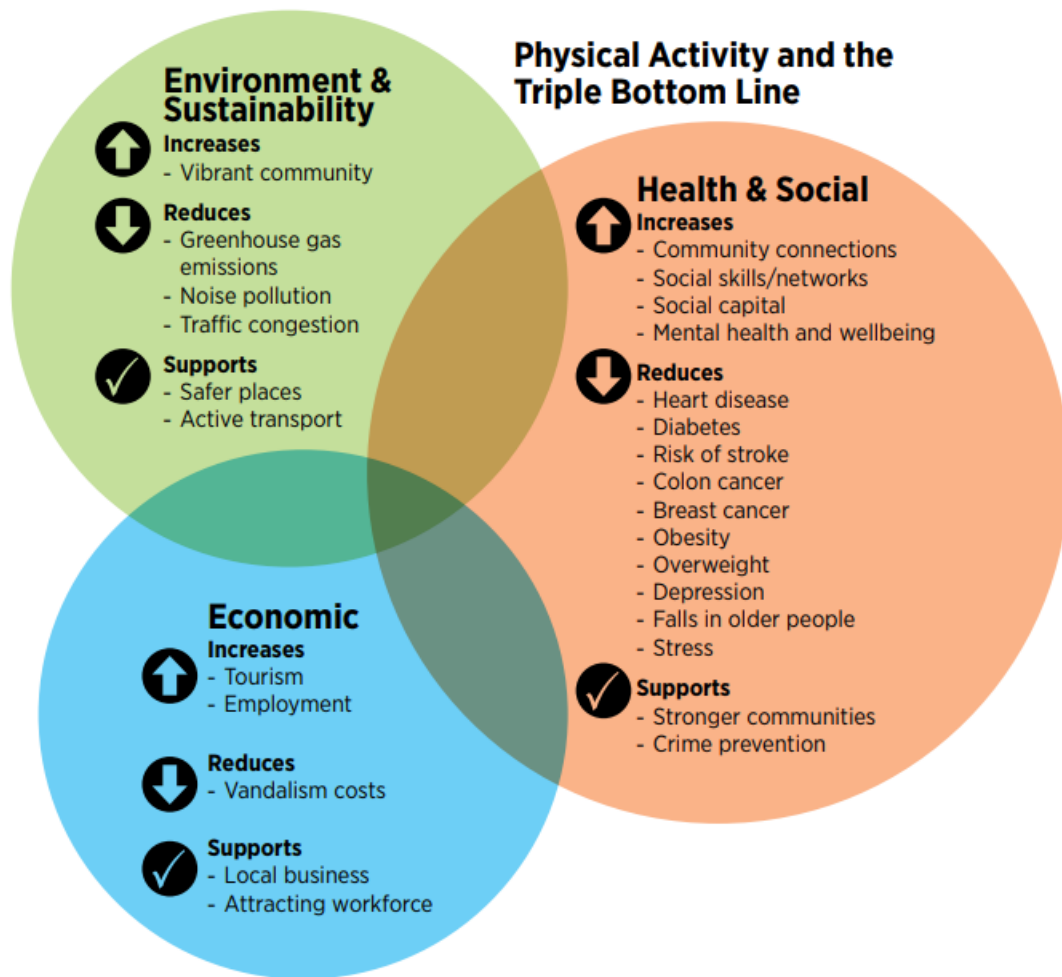 Physical Activity and the
Triple Bottom Line
Environment &
Sustainability
Increases
- Vibrant community
Reduces
- Greenhouse gas
emissions
- Noise pollution
- Traffic congestion
Supports
- Safer places
- Active transport
Health & Social
Increases
- Community connections
- Social skills/networks
- Social capital
- Mental health and wellbeing
Reduces
- Heart disease
- Diabetes
- Risk of stroke
- Colon cancer
- Breast cancer
- Obesity
- Overweight
- Depression
- Falls in older people
- Stress
Supports
- Stronger communities
- Crime prevention
Economic
Increases
- Tourism
- Employment
Reduces
- Vandalism costs
Supports
- Local business
- Attracting workforce